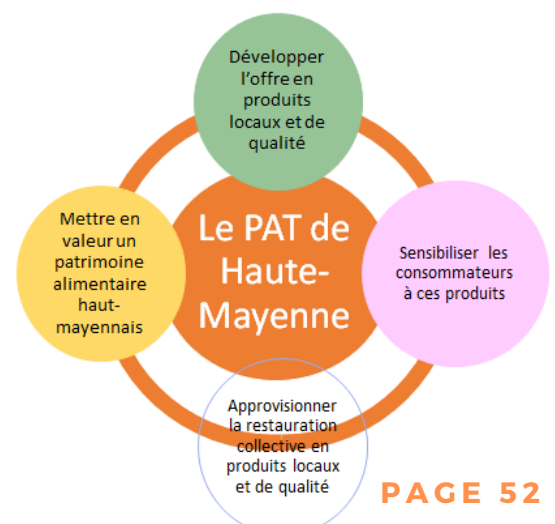 Développer
l'offre en
produits
locaux et de
qualité
Mettre en
valeur un
patrimoine
alimentaire
haut-
mayennais
Le PAT de
Haute-
Mayenne
Sensibiliser les
consommateurs
à ces produits
Approvisionner
la restauration
collective en
produits locaux
et de qualité
PAGE 52